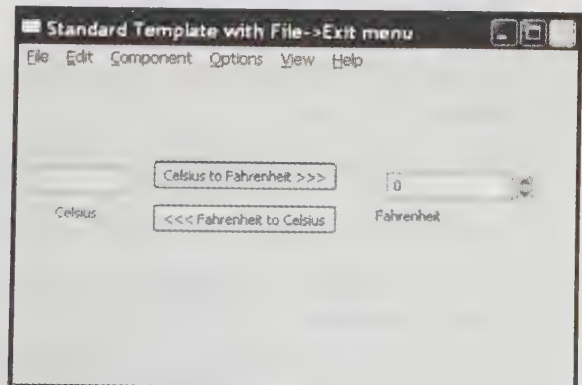 Standard Template with File->Exit menu
File Edit Component Options View Help
Celsius to Fahrenheit >>>
0
Celsius
<<< Fahrenheit to Celsius
Fahrenheit